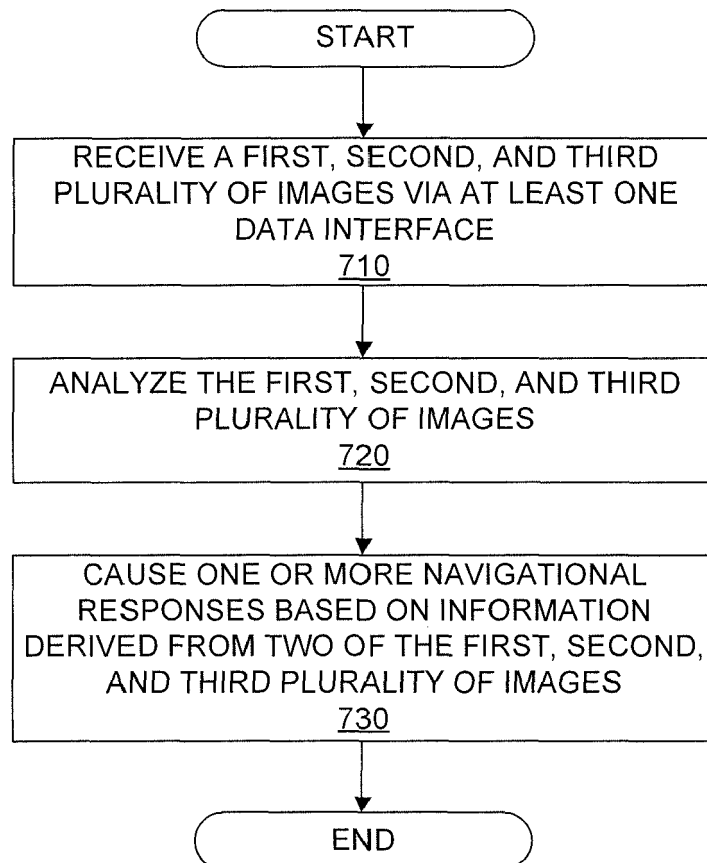 START
RECEIVE A FIRST, SECOND, AND THIRD
PLURALITY OF IMAGES VIA AT LEAST ONE
DATA INTERFACE
710
ANALYZE THE FIRST, SECOND, AND THIRD
PLURALITY OF IMAGES
720
CAUSE ONE OR MORE NAVIGATIONAL
RESPONSES BASED ON INFORMATION
DERIVED FROM TWO OF THE FIRST, SECOND,
AND THIRD PLURALITY OF IMAGES
730
END